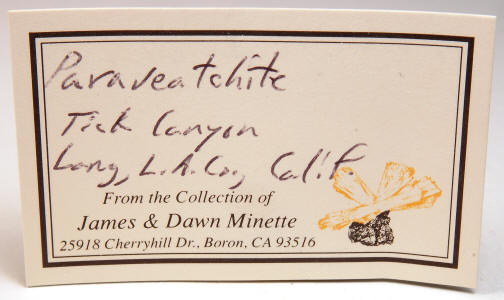 Paraveatchite
Tick Canyon
Lang, L.A.Co., Calif
From the Collection of
James & Dawn Minette
25918 Cherryhill Dr., Boron, CA 93516